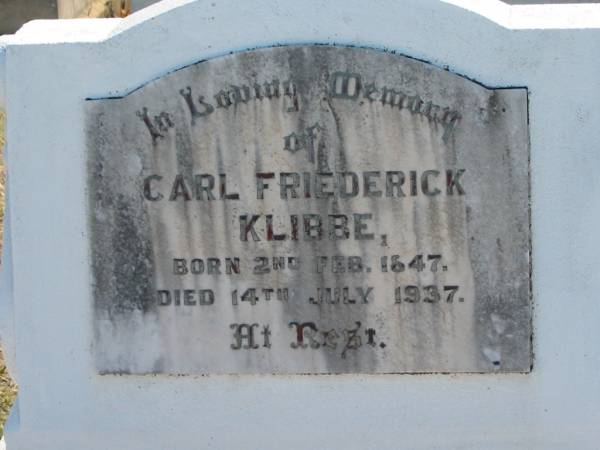 In Loving Memory
of
CARL FRIEDERICK
KLIBBE,
BORN 2ND FEB. 1847.
DIED 14TH JULY 1937.
At Rest.